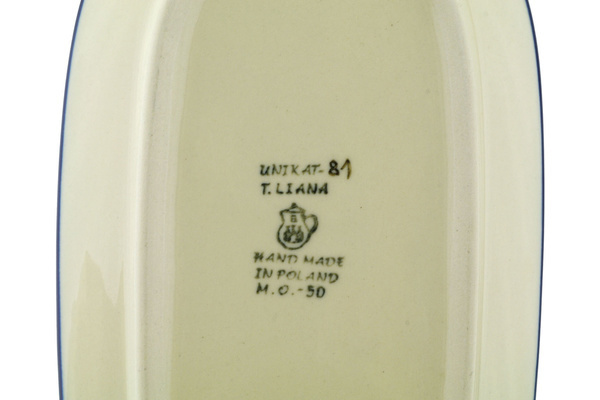 UNIKAT-81
T. LIANA
B
HAND MADE
IN POLAND
M.O.-50